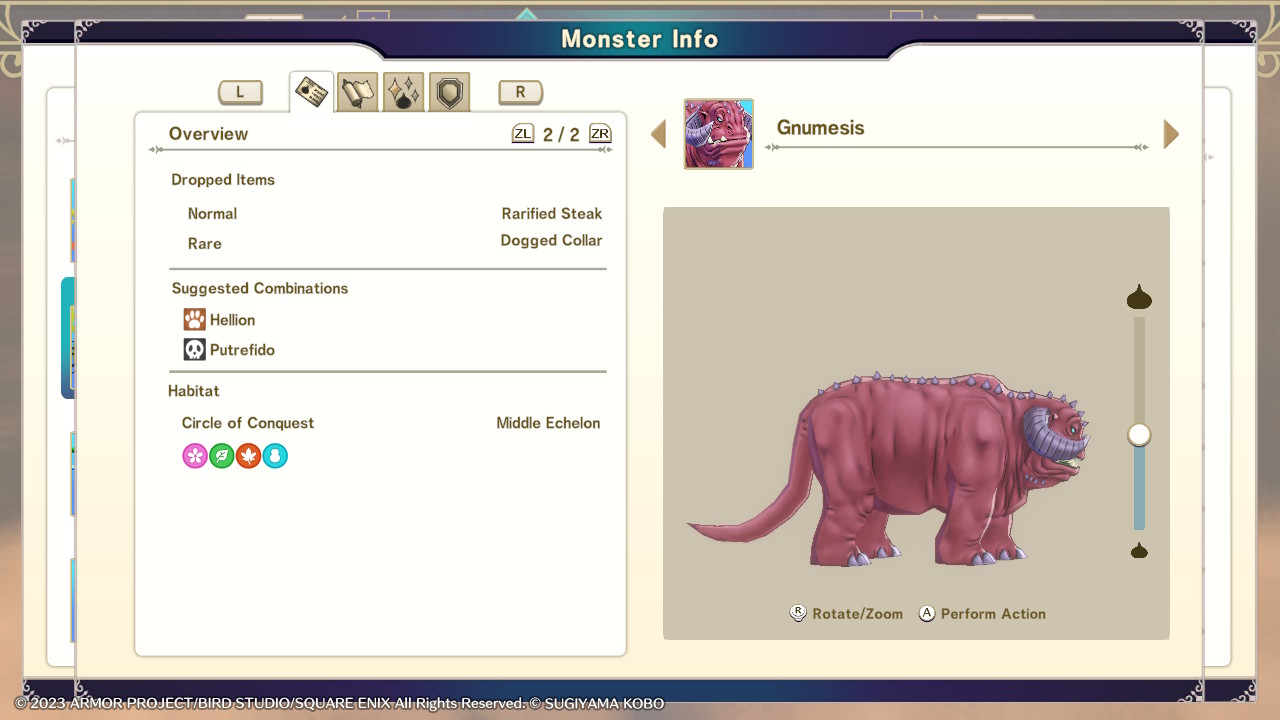 Monster Info
L
R
Overview
ZL 2 / 2 ZR
Gnumesis
Dropped Items
Normal Rarified Steak
Rare Dogged Collar
Suggested Combinations
Hellion
Putrefido
Habitat
Circle of Conquest Middle Echelon
R Rotate/Zoom A Perform Action
© 2023 ARMOR PROJECT/BIRD STUDIO/SQUARE ENIX All Rights Reserved. © SUGIYAMA KOBO